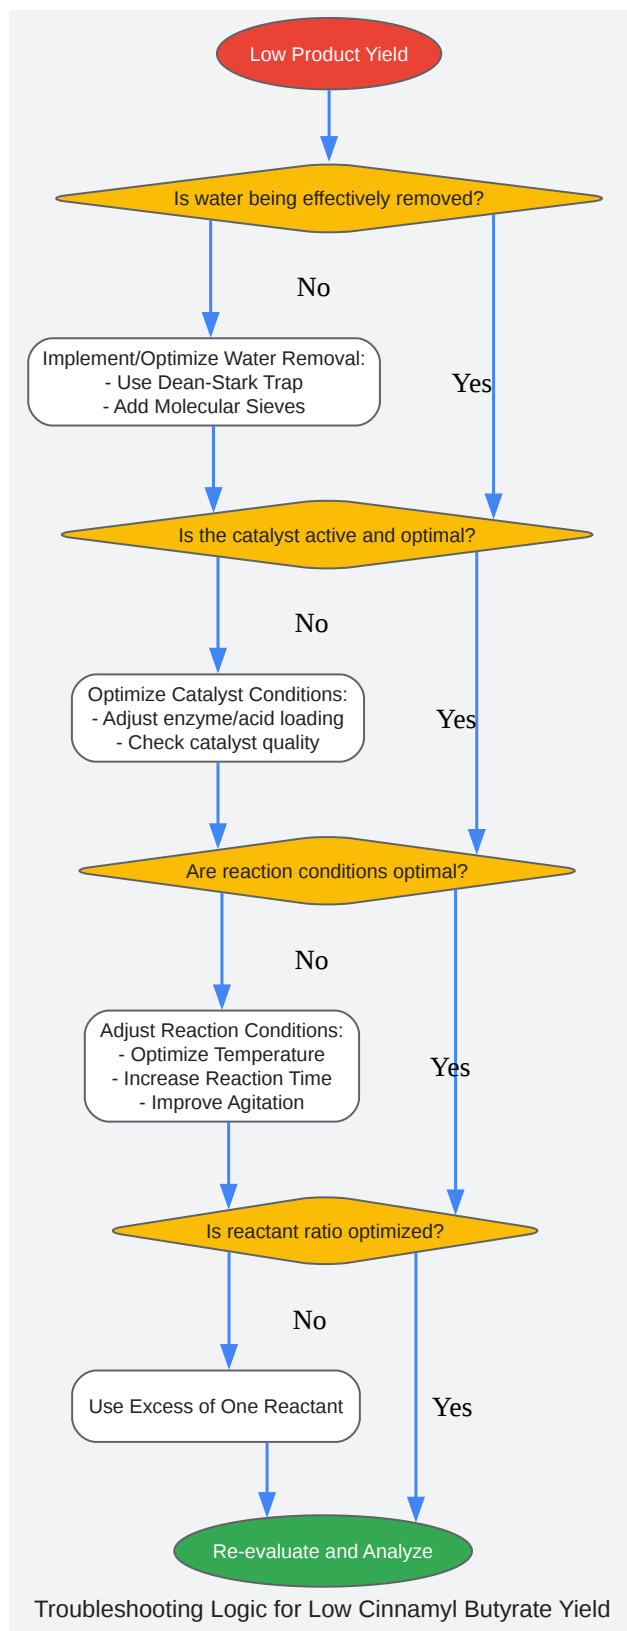 Low Product Yield
Is water being effectively removed?
No
Implement/Optimize Water Removal:
- Use Dean-Stark Trap
- Add Molecular Sieves
Yes
Is the catalyst active and optimal?
No
Optimize Catalyst Conditions:
- Adjust enzyme/acid loading
- Check catalyst quality
Yes
Are reaction conditions optimal?
No
Adjust Reaction Conditions:
- Optimize Temperature
- Increase Reaction Time
- Improve Agitation
Yes
Is reactant ratio optimized?
No
Use Excess of One Reactant
Yes
Re-evaluate and Analyze
Troubleshooting Logic for Low Cinnamyl Butyrate Yield